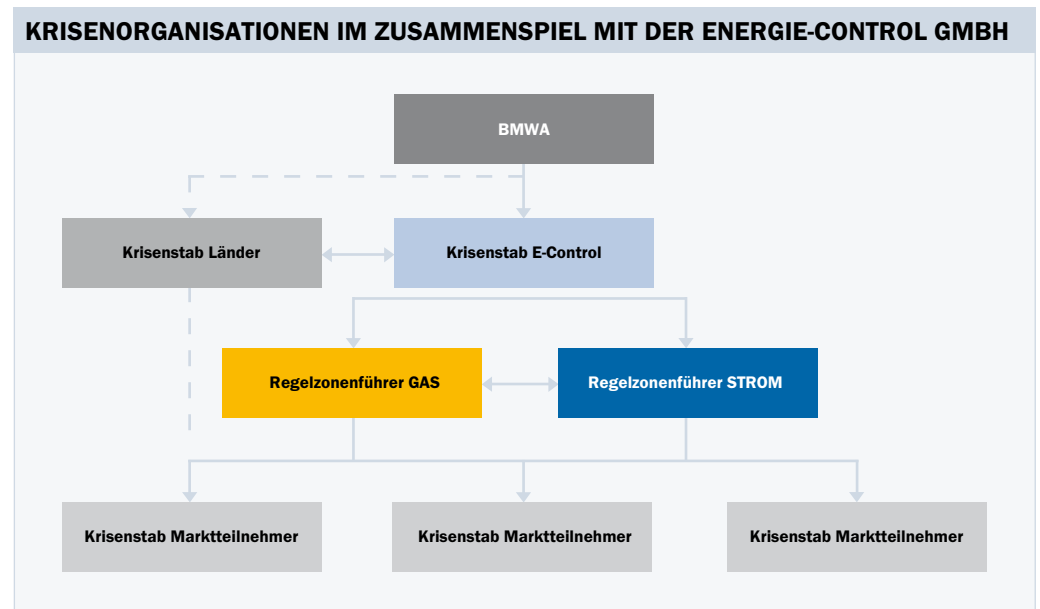 KRISENORGANISATIONEN IM ZUSAMMENSPIEL MIT DER ENERGIE-CONTROL GMBH
BMWA
Krisenstab Länder
Krisenstab E-Control
Regelzonenführer GAS
Regelzonenführer STROM
Krisenstab Marktteilnehmer
Krisenstab Marktteilnehmer
Krisenstab Marktteilnehmer